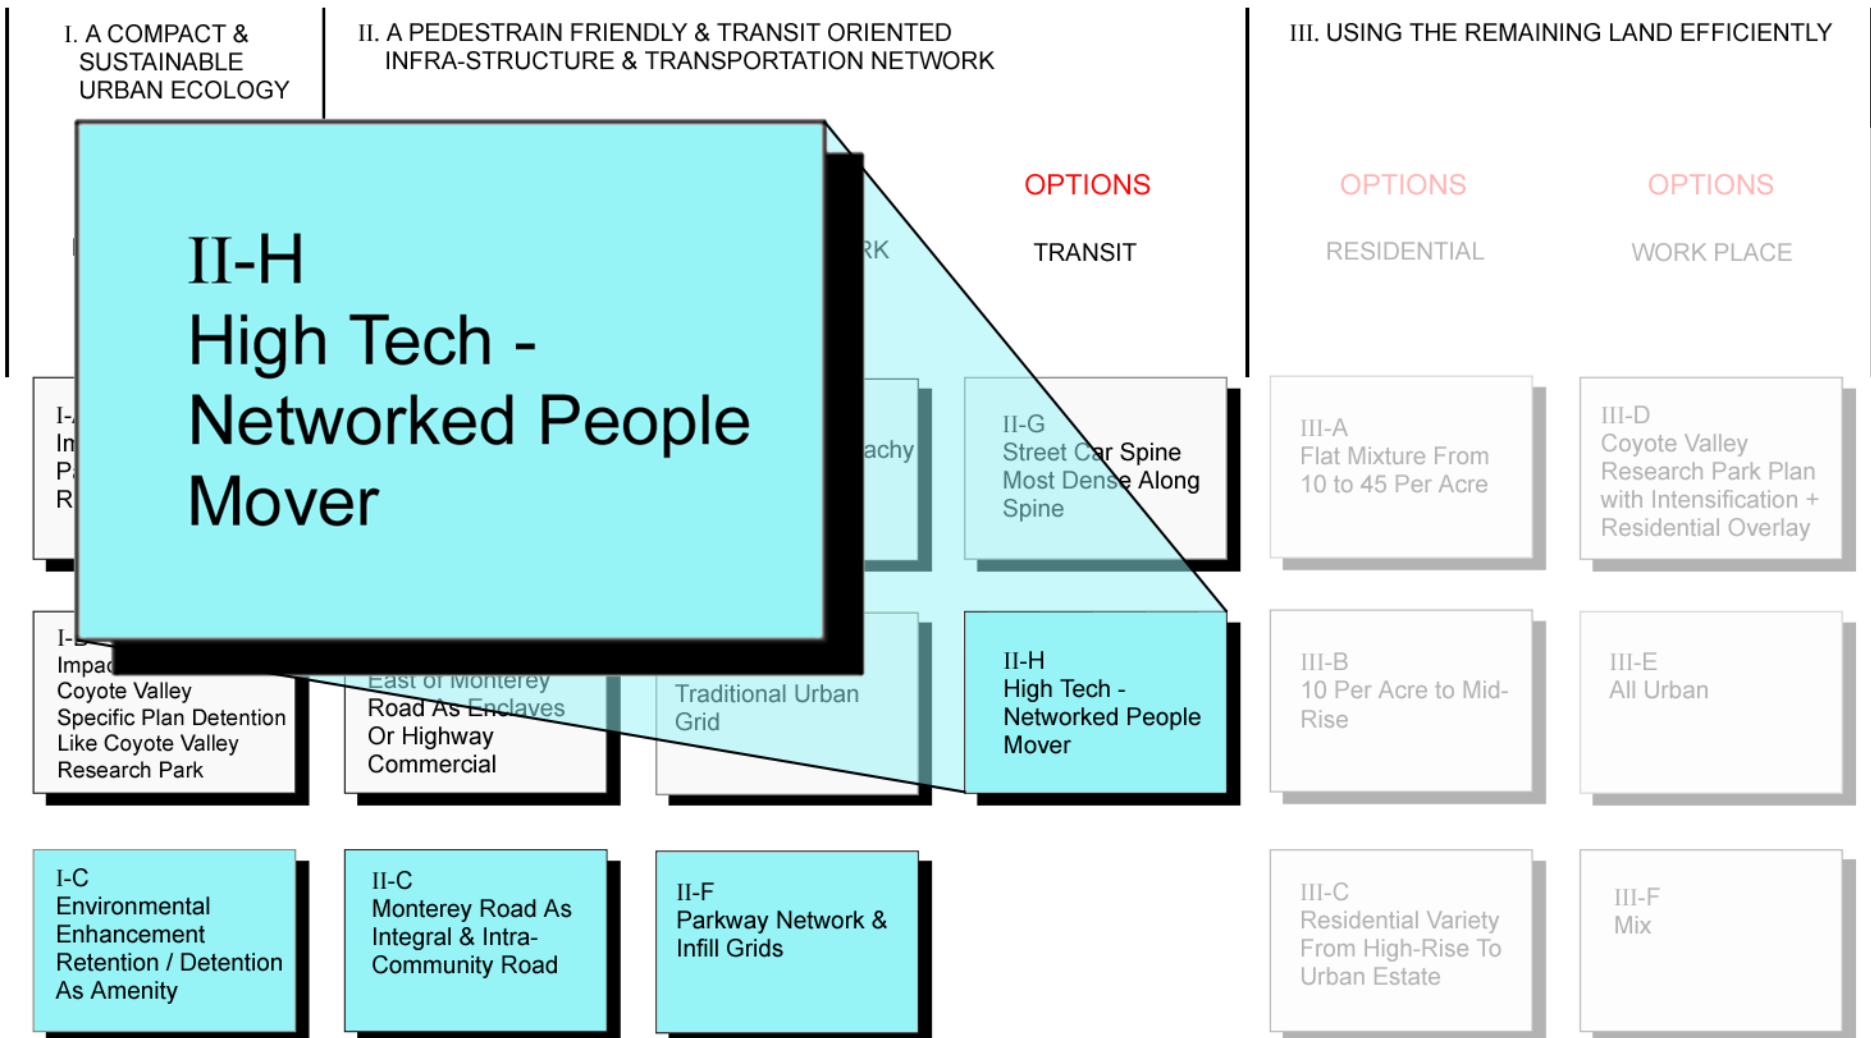 I. A COMPACT &
SUSTAINABLE
URBAN ECOLOGY
II. A PEDESTRAIN FRIENDLY & TRANSIT ORIENTED
INFRA-STRUCTURE & TRANSPORTATION NETWORK
III. USING THE REMAINING LAND EFFICIENTLY
OPTIONS
TRANSIT
OPTIONS
RESIDENTIAL
OPTIONS
WORK PLACE
II-H
High Tech -
Networked People
Mover
II-G
Street Car Spine
Most Dense Along
Spine
III-A
Flat Mixture From
10 to 45 Per Acre
III-D
Coyote Valley
Research Park Plan
with Intensification +
Residential Overlay
Coyote Valley
Specific Plan Detention
Like Coyote Valley
Research Park
East of Monterey
Road As Enclaves
Or Highway
Commercial
Traditional Urban
Grid
II-H
High Tech -
Networked People
Mover
III-B
10 Per Acre to Mid-
Rise
III-E
All Urban
I-C
Environmental
Enhancement
Retention / Detention
As Amenity
II-C
Monterey Road As
Integral & Intra-
Community Road
II-F
Parkway Network &
Infill Grids
III-C
Residential Variety
From High-Rise To
Urban Estate
III-F
Mix